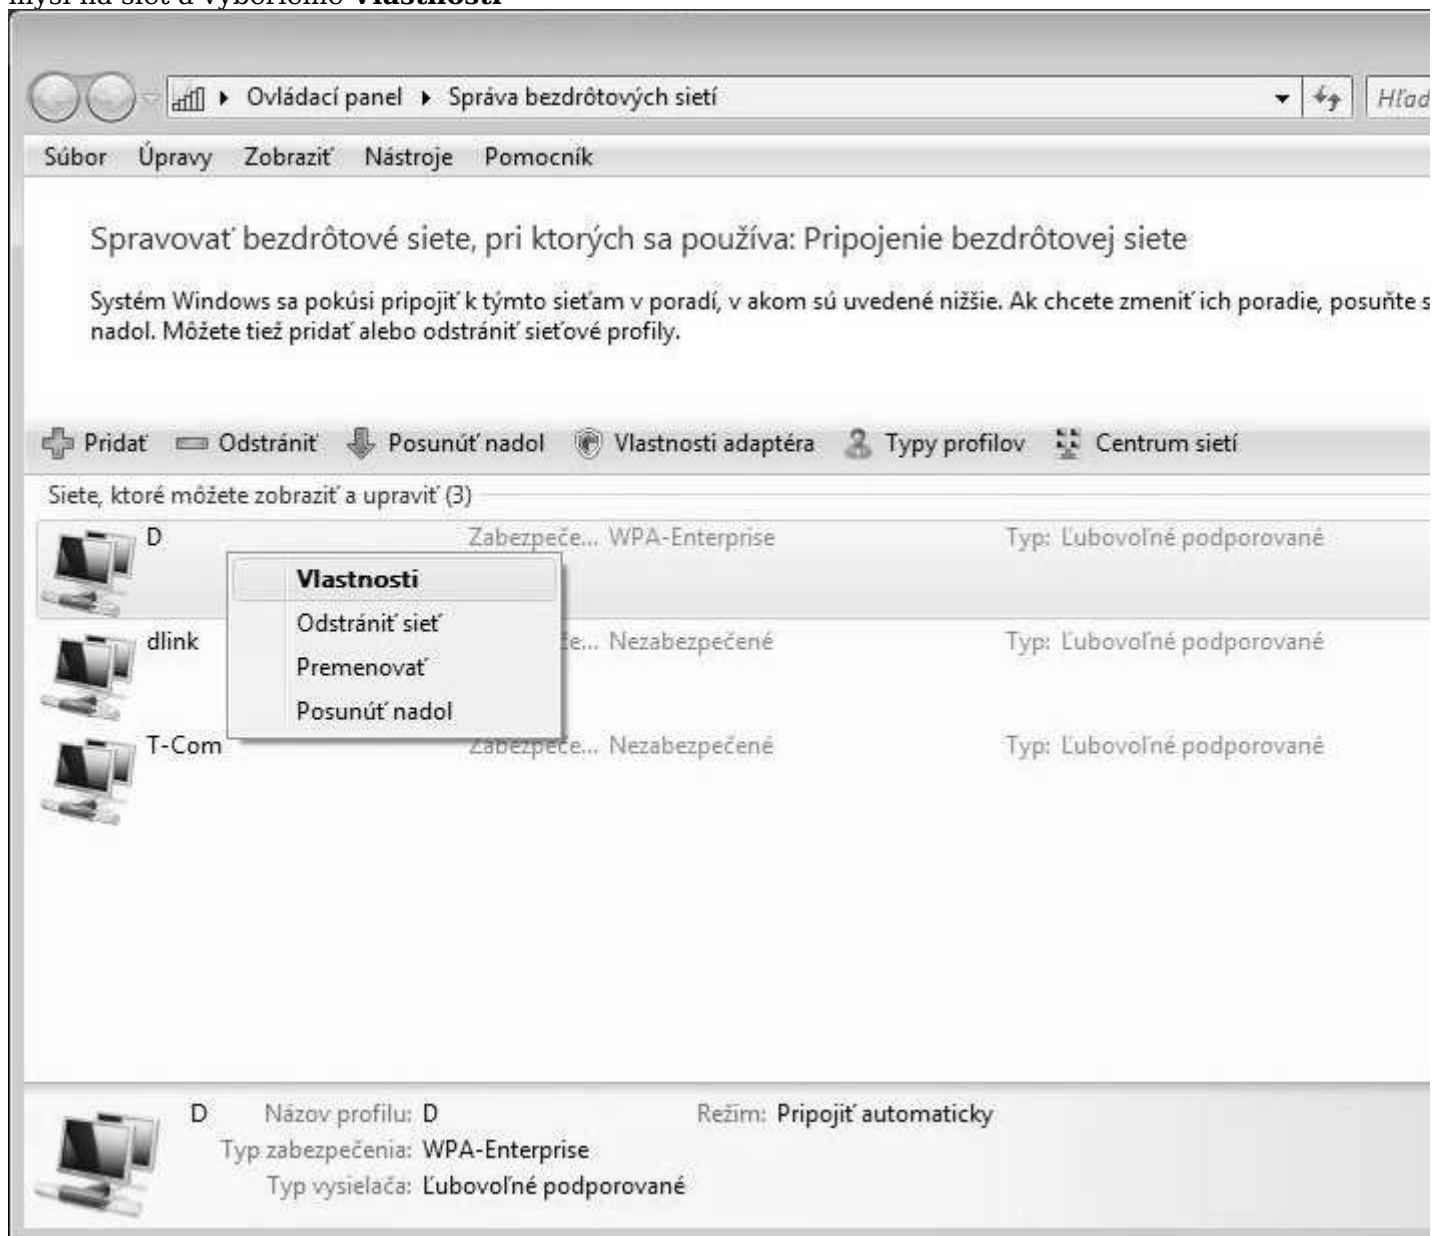 Ovládací panel Správa bezdrôtových sietí Hľad
Súbor Úpravy Zobraziť Nástroje Pomocník
Spravovať bezdrôtové siete, pri ktorých sa používa: Pripojenie bezdrôtovej siete
Systém Windows sa pokúsi pripojiť k týmto sieťam v poradí, v akom sú uvedené nižšie. Ak chcete zmeniť ich poradie, posuňte s
nadol. Môžete tiež pridať alebo odstrániť sieťové profily.
Pridať Odstrániť Posunúť nadol Vlastnosti adaptéra Typy profilov Centrum sietí
Siete, ktoré môžete zobraziť a upraviť (3)
D Zabezpeče... WPA-Enterprise Typ: Ľubovoľné podporované
Vlastnosti
Odstrániť sieť
dlink e... Nezabezpečené Typ: Ľubovoľné podporované
Premenovať
Posunúť nadol
T-Com Zabezpeče... Nezabezpečené Typ: Ľubovoľné podporované
D Názov profilu: D Režim: Pripojiť automaticky
Typ zabezpečenia: WPA-Enterprise
Typ vysielača: Ľubovoľné podporované